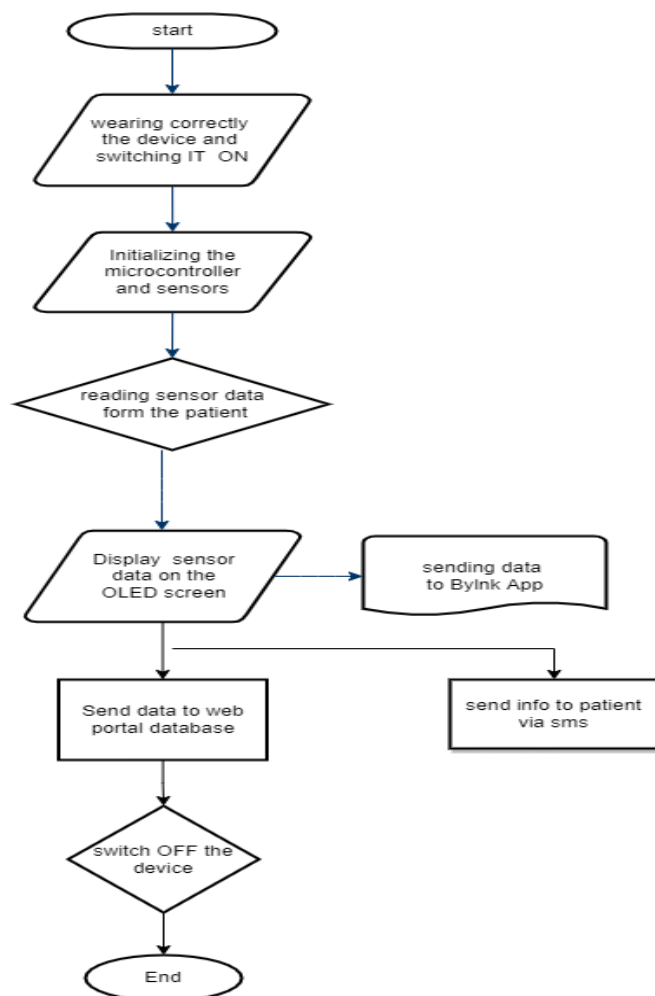 start
wearing correctly
the device and
switching IT ON
Initializing the
microcontroller
and sensors
reading sensor data
form the patient
Display sensor
data on the
OLED screen
sending data
to Bylnk App
Send data to web
portal database
send info to patient
via sms
switch OFF the
device
End